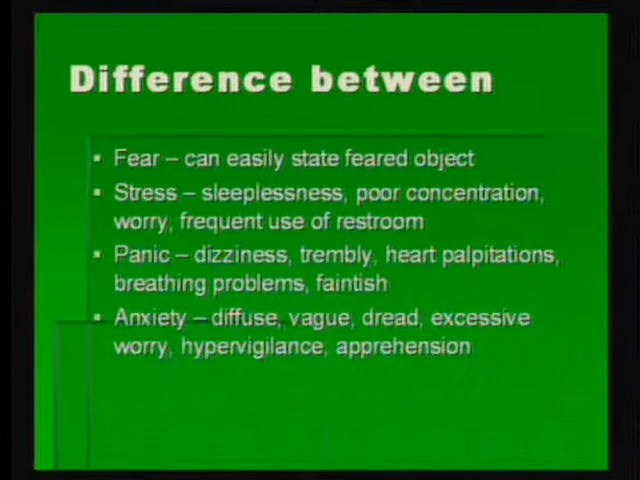 Difference between
▪ Fear – can easily state feared object
▪ Stress – sleeplessness, poor concentration,
worry, frequent use of restroom
▪ Panic – dizziness, trembly, heart palpitations,
breathing problems, faintish
▪ Anxiety – diffuse, vague, dread, excessive
worry, hypervigilance, apprehension